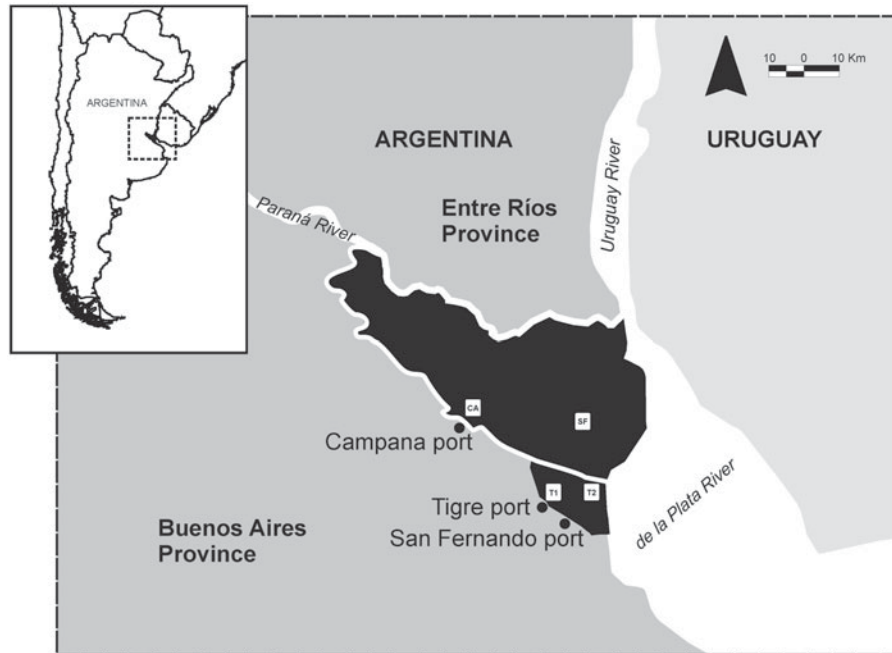 ARGENTINA
10 0 10 Km
ARGENTINA
URUGUAY
Entre Ríos
Province
Paraná River
Uruguay River
CA
SF
Campana port
T1
T2
Tigre port
San Fernando port
Buenos Aires
Province
de la Plata River